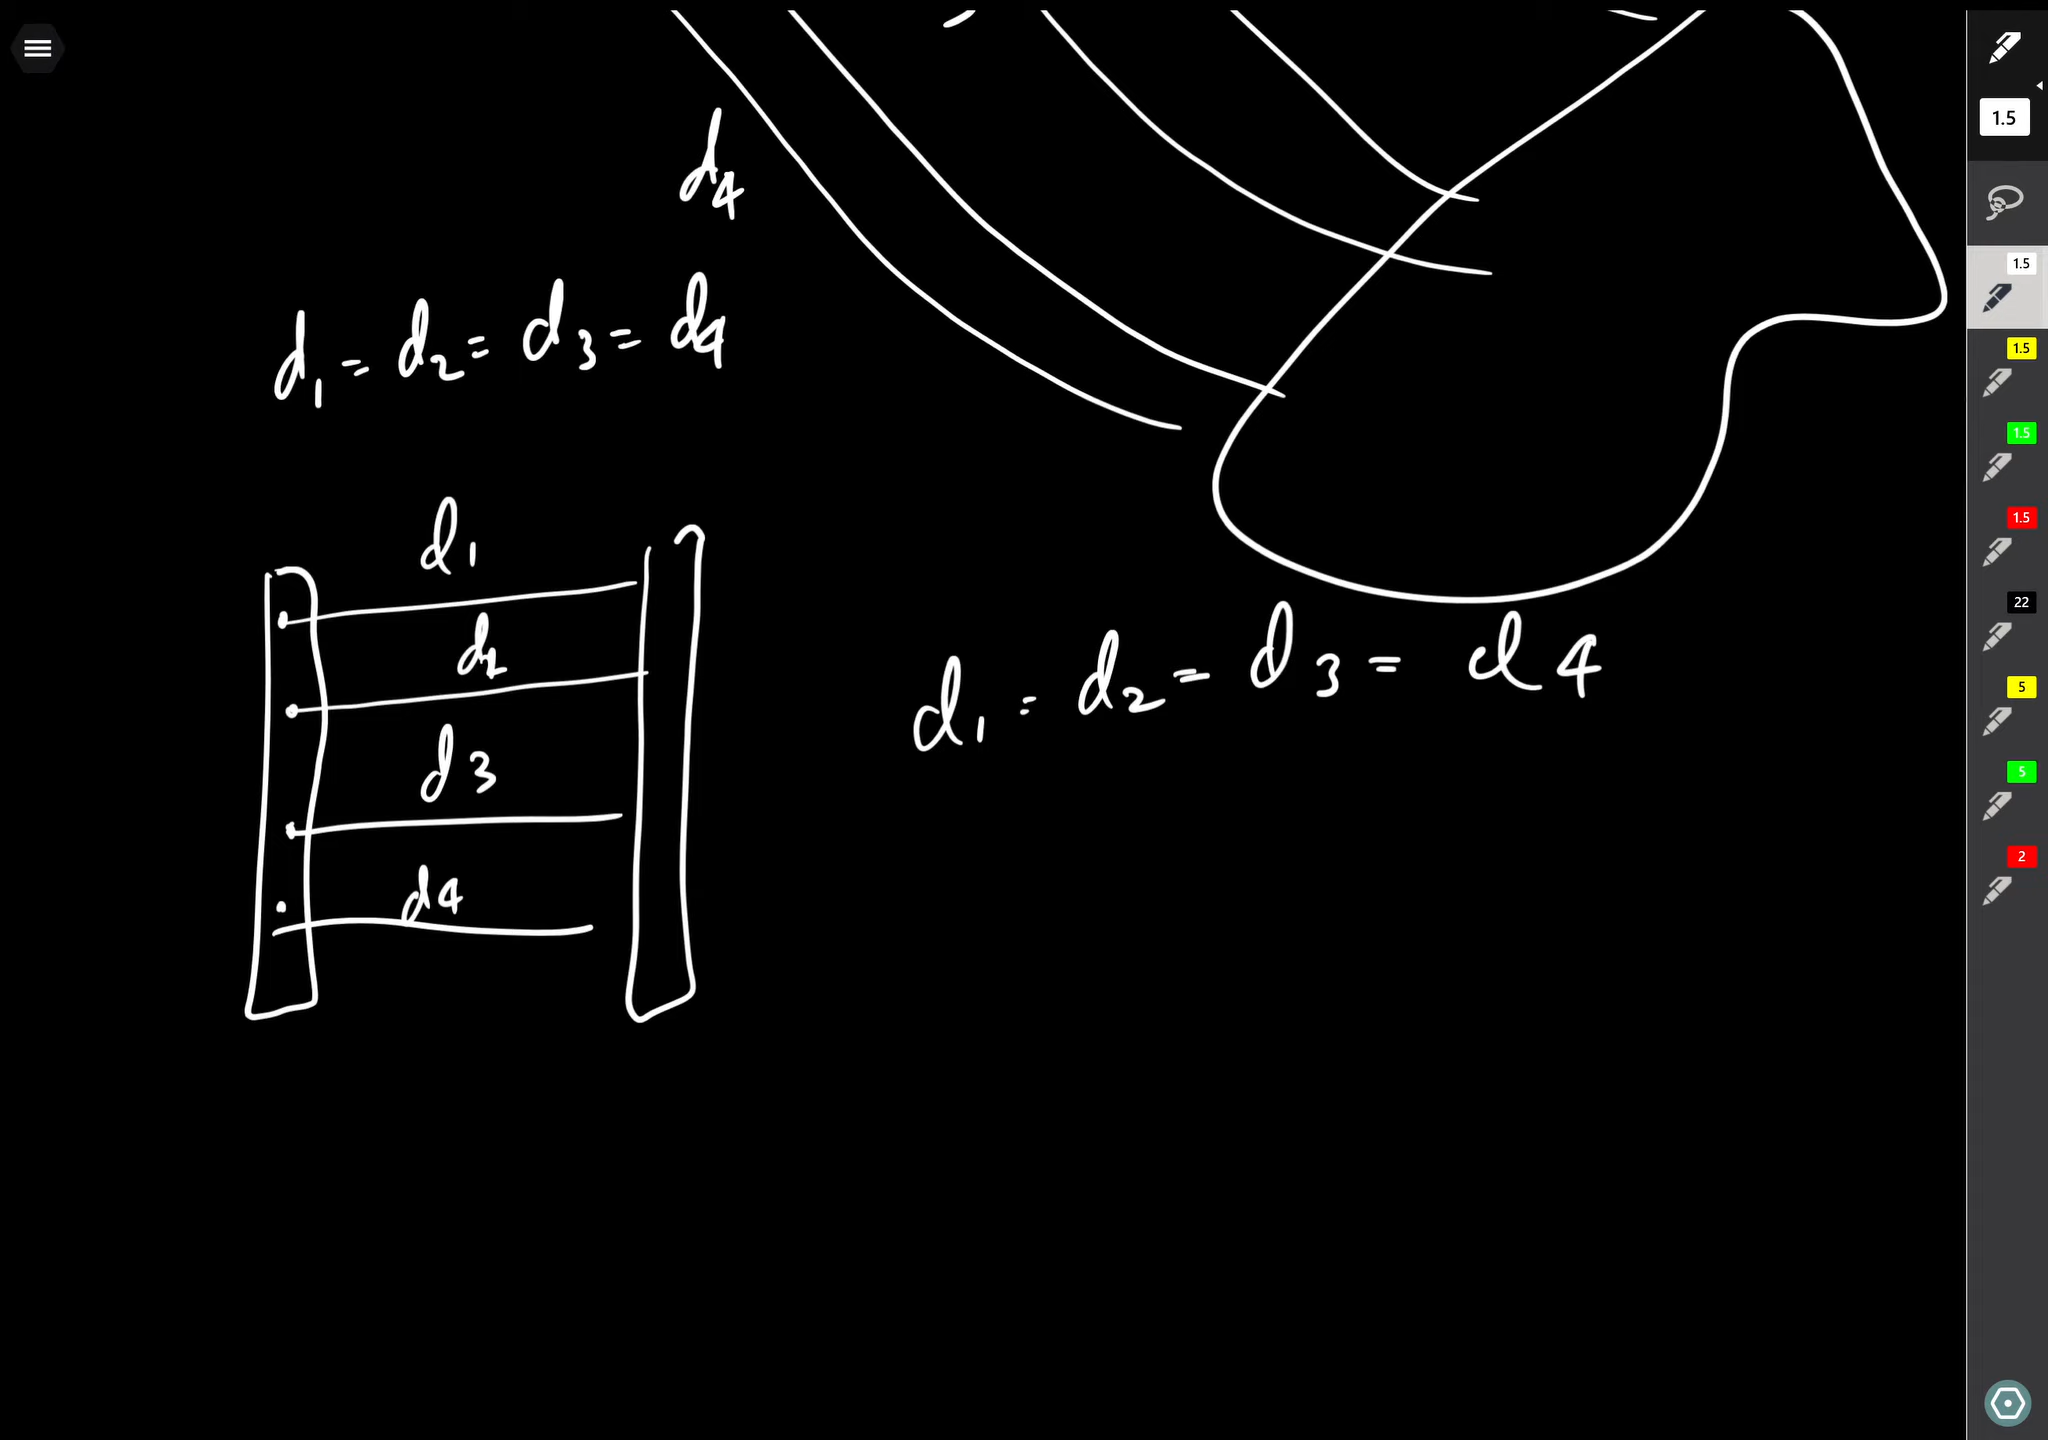 d4
d1 = d2 = d3 = d4
d1
d2
d3
d4
d1 = d2 = d3 = d4
1.5
1.5
1.5
1.5
1.5
22
5
5
2